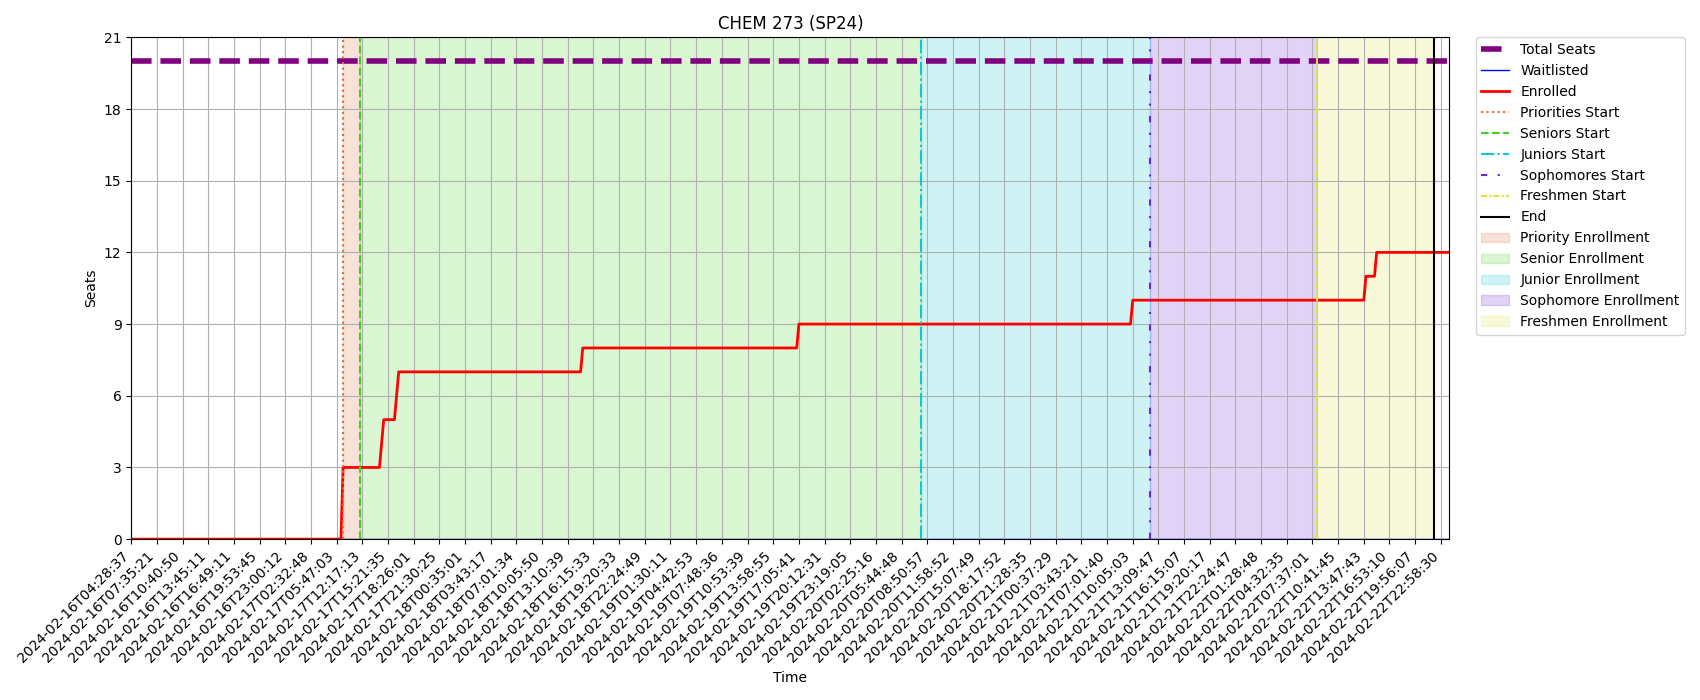 CHEM 273 (SP24)
21
18
15
12
9
6
3
0
Seats
2024-02-16T04:28:37
2024-02-16T07:35:21
2024-02-16T10:40:50
2024-02-16T13:45:11
2024-02-16T16:49:11
2024-02-16T19:53:45
2024-02-16T23:00:12
2024-02-17T02:32:48
2024-02-17T05:47:03
2024-02-17T12:17:13
2024-02-17T15:21:35
2024-02-17T18:26:01
2024-02-17T21:30:25
2024-02-18T00:35:01
2024-02-18T03:43:17
2024-02-18T07:01:34
2024-02-18T10:05:50
2024-02-18T13:10:39
2024-02-18T16:15:33
2024-02-18T19:20:33
2024-02-18T22:24:49
2024-02-19T01:30:11
2024-02-19T04:42:53
2024-02-19T07:48:36
2024-02-19T10:53:39
2024-02-19T13:58:55
2024-02-19T17:05:41
2024-02-19T20:12:31
2024-02-19T23:19:05
2024-02-20T02:25:16
2024-02-20T05:44:48
2024-02-20T08:50:57
2024-02-20T11:58:52
2024-02-20T15:07:49
2024-02-20T18:17:52
2024-02-20T21:28:35
2024-02-21T00:37:29
2024-02-21T03:43:21
2024-02-21T07:01:40
2024-02-21T10:05:03
2024-02-21T13:09:47
2024-02-21T16:15:07
2024-02-21T19:20:17
2024-02-21T22:24:47
2024-02-22T01:28:48
2024-02-22T04:32:35
2024-02-22T07:37:01
2024-02-22T10:41:45
2024-02-22T13:47:43
2024-02-22T16:53:10
2024-02-22T19:56:07
2024-02-22T22:58:30
Time
Total Seats
Waitlisted
Enrolled
Priorities Start
Seniors Start
Juniors Start
Sophomores Start
Freshmen Start
End
Priority Enrollment
Senior Enrollment
Junior Enrollment
Sophomore Enrollment
Freshmen Enrollment